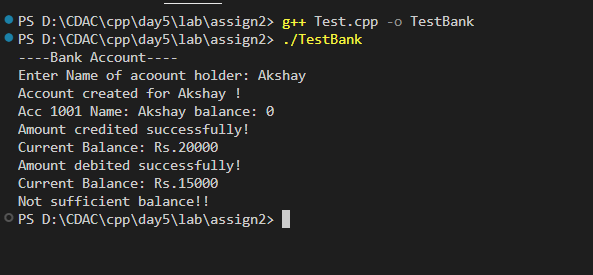 PS D:\CDAC\cpp\day5\lab\assign2> g++ Test.cpp -o TestBank
PS D:\CDAC\cpp\day5\lab\assign2> ./TestBank
----Bank Account----
Enter Name of acoount holder: Akshay
Account created for Akshay !
Acc 1001 Name: Akshay balance: 0
Amount credited successfully!
Current Balance: Rs.20000
Amount debited successfully!
Current Balance: Rs.15000
Not sufficient balance!!
PS D:\CDAC\cpp\day5\lab\assign2>